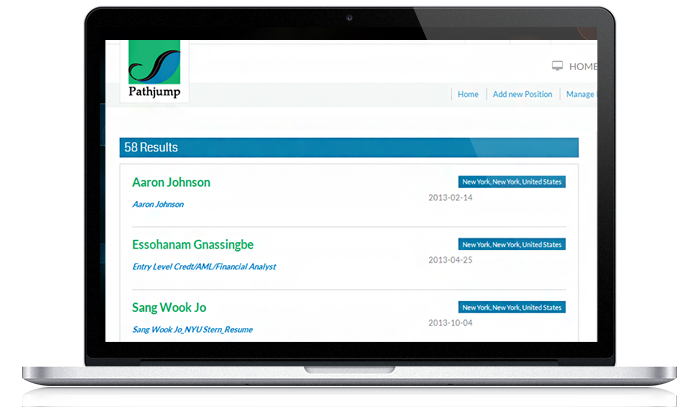 Pathjump
HOME
Home
Add new Position
Manage
58 Results
Aaron Johnson
New York, New York, United States
Aaron Johnson
2013-02-14
Essohanam Gnassingbe
New York, New York, United States
Entry Level Credt/AML/Financial Analyst
2013-04-25
Sang Wook Jo
New York, New York, United States
Sang Wook Jo_NYU Stern_Resume
2013-10-04